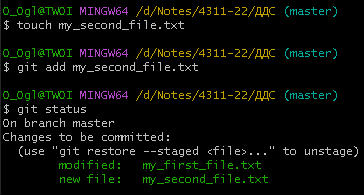 O_Ogl@TWOI MINGW64 /d/Notes/4311-22/ДДС (master)
$ touch my_second_file.txt
O_Ogl@TWOI MINGW64 /d/Notes/4311-22/ДДС (master)
$ git add my_second_file.txt
O_Ogl@TWOI MINGW64 /d/Notes/4311-22/ДДС (master)
$ git status
On branch master
Changes to be committed:
  (use "git restore --staged <file>..." to unstage)
        modified:   my_first_file.txt
        new file:   my_second_file.txt